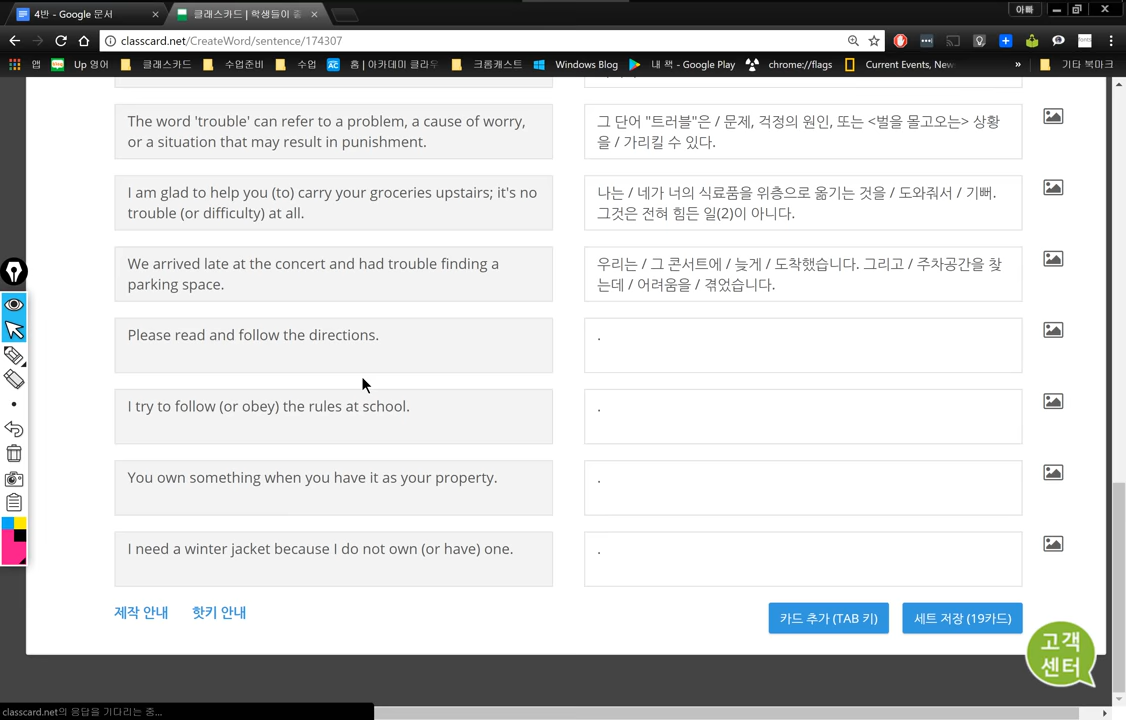 4반 - Google 문서
클래스카드 | 학생들이 즐
아빠
classcard.net/CreateWord/sentence/174307
앱
Up 영어
클래스카드
수업준비
수업
홈 | 아카데미 클라우
크롬캐스트
Windows Blog
내 책 - Google Play
chrome://flags
Current Events, New
»
기타 북마크
The word 'trouble' can refer to a problem, a cause of worry,
or a situation that may result in punishment.
그 단어 "트러블"은 / 문제, 걱정의 원인, 또는 <벌을 몰고오는> 상황
을 / 가리킬 수 있다.
I am glad to help you (to) carry your groceries upstairs; it's no
trouble (or difficulty) at all.
나는 / 네가 너의 식료품을 위층으로 옮기는 것을 / 도와줘서 / 기뻐.
그것은 전혀 힘든 일(2)이 아니다.
We arrived late at the concert and had trouble finding a
parking space.
우리는 / 그 콘서트에 / 늦게 / 도착했습니다. 그리고 / 주차공간을 찾
는데 / 어려움을 / 겪었습니다.
Please read and follow the directions.
.
I try to follow (or obey) the rules at school.
.
You own something when you have it as your property.
.
I need a winter jacket because I do not own (or have) one.
.
제작 안내
핫키 안내
카드 추가 (TAB 키)
세트 저장 (19카드)
고객
센터
classcard.net의 응답을 기다리는 중...